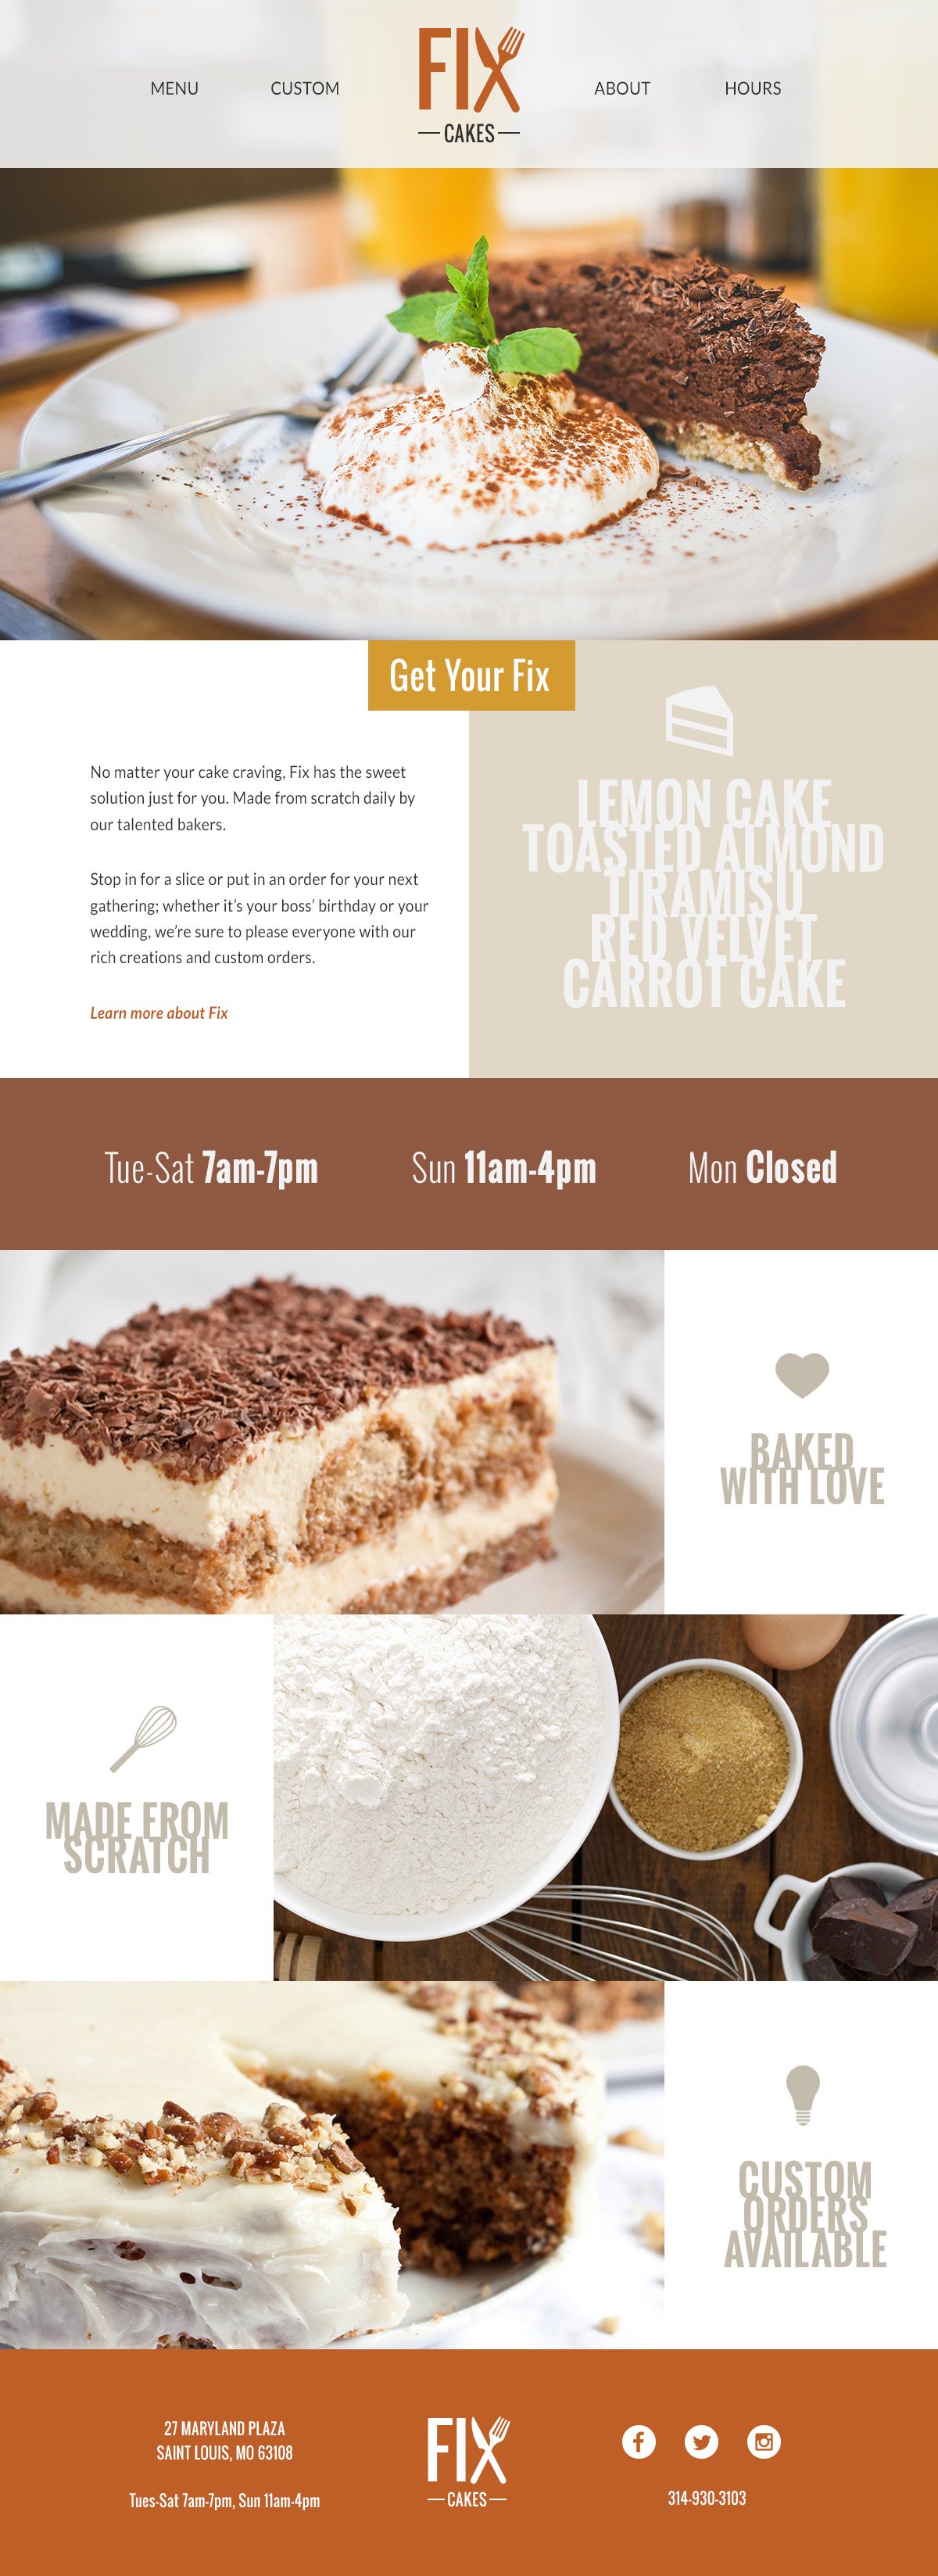 MENU
CUSTOM
FIX
CAKES
ABOUT
HOURS
Get Your Fix
No matter your cake craving, Fix has the sweet
solution just for you. Made from scratch daily by
our talented bakers.
Stop in for a slice or put in an order for your next
gathering; whether it’s your boss’ birthday or your
wedding, we’re sure to please everyone with our
rich creations and custom orders.
Learn more about Fix
LEMON CAKE
TOASTED ALMOND
TIRAMISU
RED VELVET
CARROT CAKE
Tue-Sat 7am-7pm
Sun 11am-4pm
Mon Closed
BAKED
WITH LOVE
MADE FROM
SCRATCH
CUSTOM
ORDERS
AVAILABLE
27 MARYLAND PLAZA
SAINT LOUIS, MO 63108
Tues-Sat 7am-7pm, Sun 11am-4pm
FIX
CAKES
314-930-3103